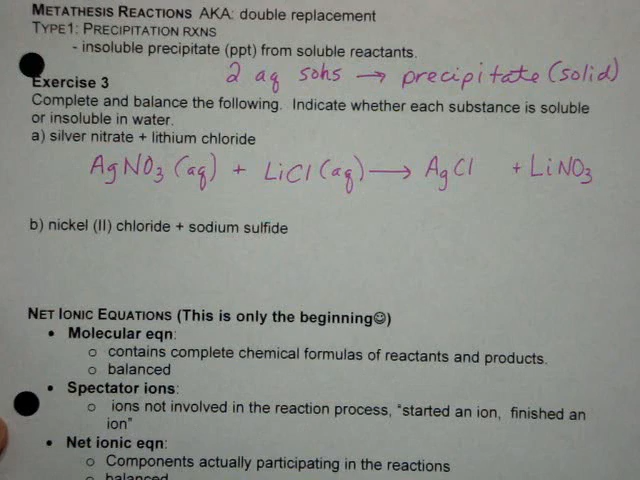 METATHESIS REACTIONS AKA: double replacement
TYPE1: PRECIPITATION RXNS
- insoluble precipitate (ppt) from soluble reactants.
2 aq solns → precipitate (solid)
Exercise 3
Complete and balance the following. Indicate whether each substance is soluble
or insoluble in water.
a) silver nitrate + lithium chloride
AgNO₃ (aq) + LiCl (aq) → AgCl + LiNO₃
b) nickel (II) chloride + sodium sulfide
NET IONIC EQUATIONS (This is only the beginning☺)
• Molecular eqn:
o contains complete chemical formulas of reactants and products.
o balanced
• Spectator ions:
o ions not involved in the reaction process, “started an ion, finished an
ion”
• Net ionic eqn:
o Components actually participating in the reactions
o balanced